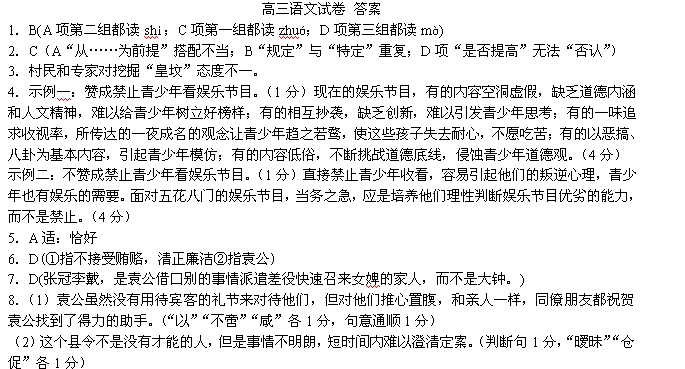 高三语文试卷 答案
1. B(A 项第二组都读 shì；C 项第一组都读 zhuó；D 项第三组都读 mò)
2. C（A“从……为前提”搭配不当；B“规定”与“特定”重复；D 项“是否提高”无法“否认”）
3. 村民和专家对挖掘“皇坟”态度不一。
4. 示例一：赞成禁止青少年看娱乐节目。（1 分）现在的娱乐节目，有的内容空洞虚假，缺乏道德内涵
和人文精神，难以给青少年树立好榜样；有的相互抄袭，缺乏创新，难以引发青少年思考；有的一味追
求收视率，所传达的一夜成名的观念让青少年趋之若鹜，使这些孩子失去耐心，不愿吃苦；有的以恶搞、
八卦为基本内容，引起青少年模仿；有的内容低俗，不断挑战道德底线，侵蚀青少年道德观。（4 分）
示例二：不赞成禁止青少年看娱乐节目。（1 分）直接禁止青少年收看，容易引起他们的叛逆心理，青少
年也有娱乐的需要。面对五花八门的娱乐节目，当务之急，应是培养他们理性判断娱乐节目优劣的能力，
而不是禁止。（4 分）
5. A 适：恰好
6. D(①指不接受贿赂，清正廉洁②指袁公）
7. D(张冠李戴，是袁公借口别的事情派遣差役快速召来女婢的家人，而不是大钟。)
8.（1）袁公虽然没有用待宾客的礼节来对待他们，但对他们推心置腹，和亲人一样，同僚朋友都祝贺
袁公找到了得力的助手。（“以”“不啻”“咸”各 1 分，句意通顺 1 分）
（2）这个县令不是没有才能的人，但是事情不明朗，短时间内难以澄清定案。（判断句 1 分，“暧昧”“仓
促”各 1 分）